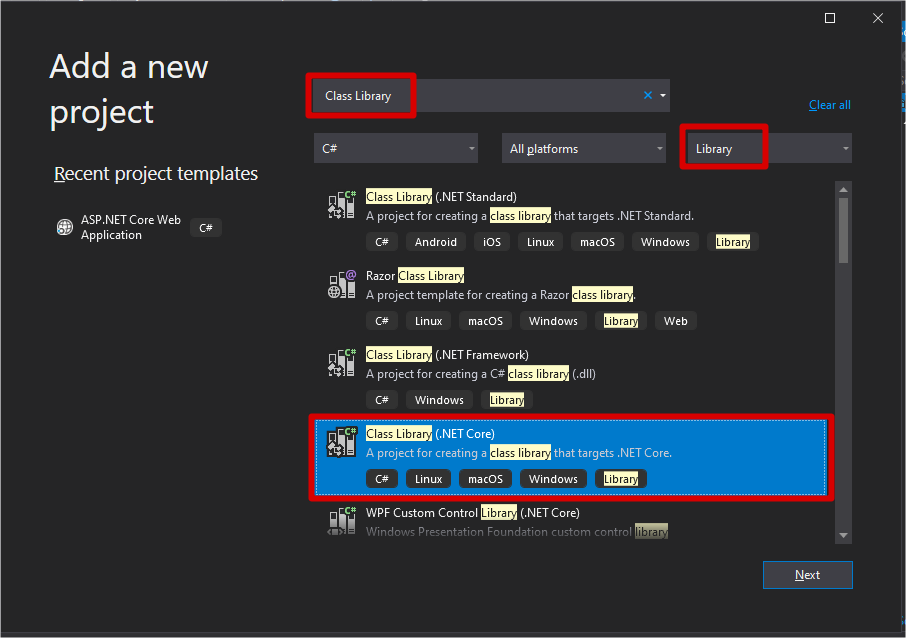 Add a new
project
Recent project templates
ASP.NET Core Web
Application
C#
Class Library
Clear all
C#
All platforms
Library
Class Library (.NET Standard)
A project for creating a class library that targets .NET Standard.
C# Android iOS Linux macOS Windows Library
Razor Class Library
A project template for creating a Razor class library.
C# Linux macOS Windows Library Web
Class Library (.NET Framework)
A project for creating a C# class library (.dll)
C# Windows Library
Class Library (.NET Core)
A project for creating a class library that targets .NET Core.
C# Linux macOS Windows Library
WPF Custom Control Library (.NET Core)
Windows Presentation Foundation custom control library
Next